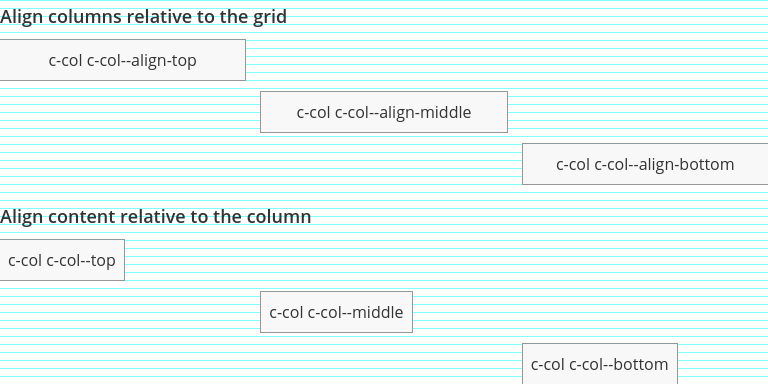 Align columns relative to the grid
c-col c-col--align-top
c-col c-col--align-middle
c-col c-col--align-bottom
Align content relative to the column
c-col c-col--top
c-col c-col--middle
c-col c-col--bottom